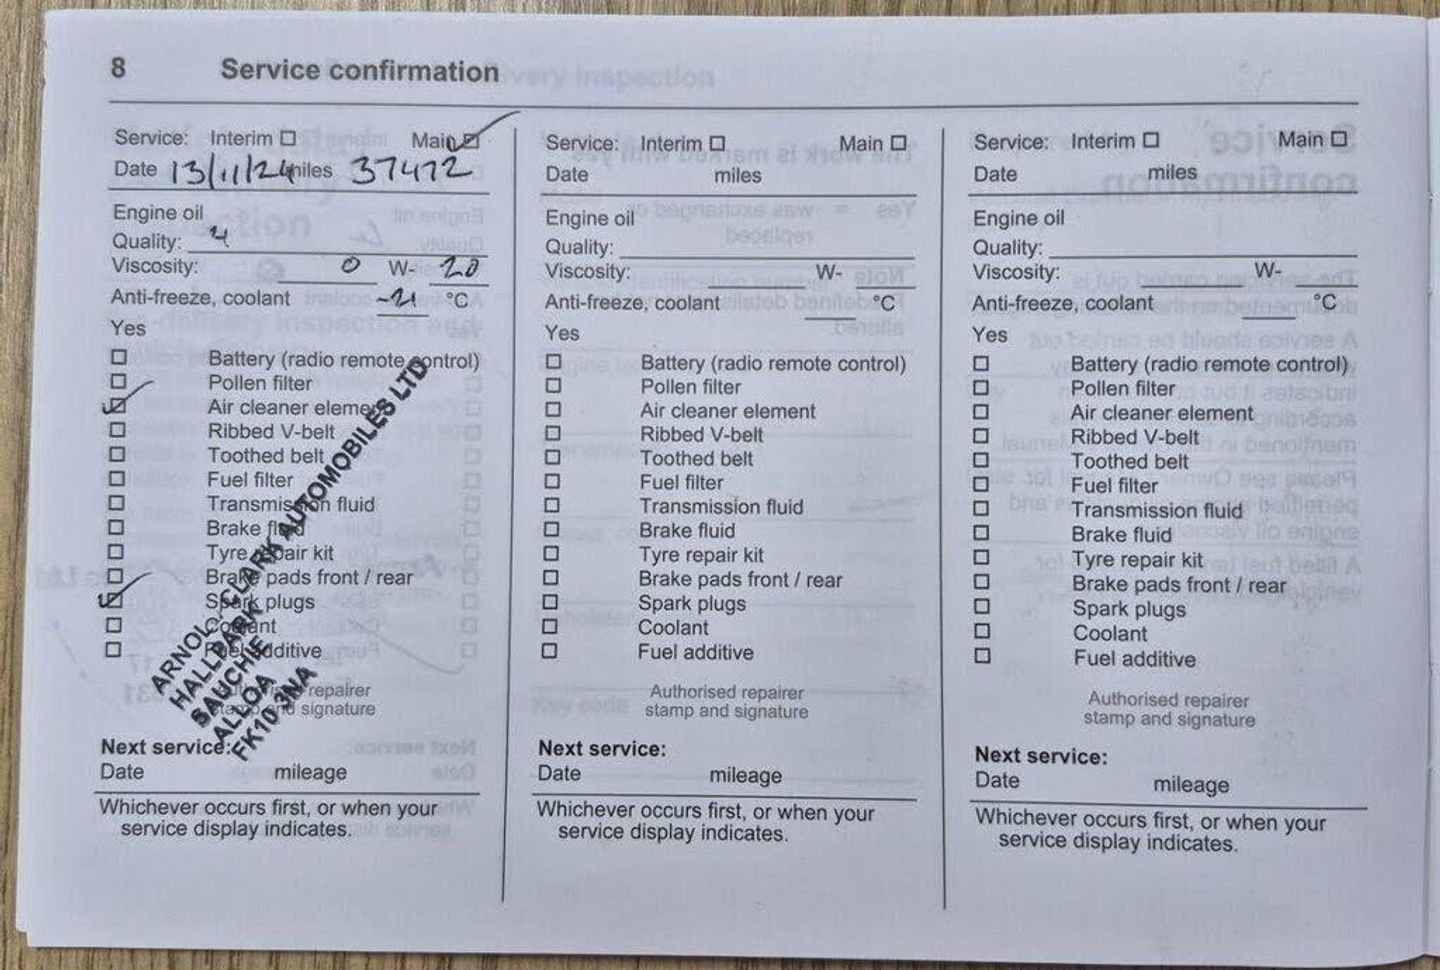 8 Service confirmation
Service: Interim ☐ Main ☑
Date 13/11/24 miles 37472
Engine oil
Quality: 4
Viscosity: 0 W- 20
Anti-freeze, coolant -21 °C
Yes
☐ Battery (radio remote control)
☐ Pollen filter
☑ Air cleaner element
☐ Ribbed V-belt
☐ Toothed belt
☐ Fuel filter
☐ Transmission fluid
☐ Brake fluid
☐ Tyre repair kit
☐ Brake pads front / rear
☑ Spark plugs
☐ Coolant
☐ Fuel additive
ARNOLD CLARK AUTOMOBILES LTD
HALLPARK
SAUCHIE
ALLOA
FK10 3NA
Authorised repairer
stamp and signature
Next service:
Date mileage
Whichever occurs first, or when your
service display indicates.
Service: Interim ☐ Main ☐
Date miles
Engine oil
Quality:
Viscosity: W-
Anti-freeze, coolant °C
Yes
☐ Battery (radio remote control)
☐ Pollen filter
☐ Air cleaner element
☐ Ribbed V-belt
☐ Toothed belt
☐ Fuel filter
☐ Transmission fluid
☐ Brake fluid
☐ Tyre repair kit
☐ Brake pads front / rear
☐ Spark plugs
☐ Coolant
☐ Fuel additive
Authorised repairer
stamp and signature
Next service:
Date mileage
Whichever occurs first, or when your
service display indicates.
Service: Interim ☐ Main ☐
Date miles
Engine oil
Quality:
Viscosity: W-
Anti-freeze, coolant °C
Yes
☐ Battery (radio remote control)
☐ Pollen filter
☐ Air cleaner element
☐ Ribbed V-belt
☐ Toothed belt
☐ Fuel filter
☐ Transmission fluid
☐ Brake fluid
☐ Tyre repair kit
☐ Brake pads front / rear
☐ Spark plugs
☐ Coolant
☐ Fuel additive
Authorised repairer
stamp and signature
Next service:
Date mileage
Whichever occurs first, or when your
service display indicates.